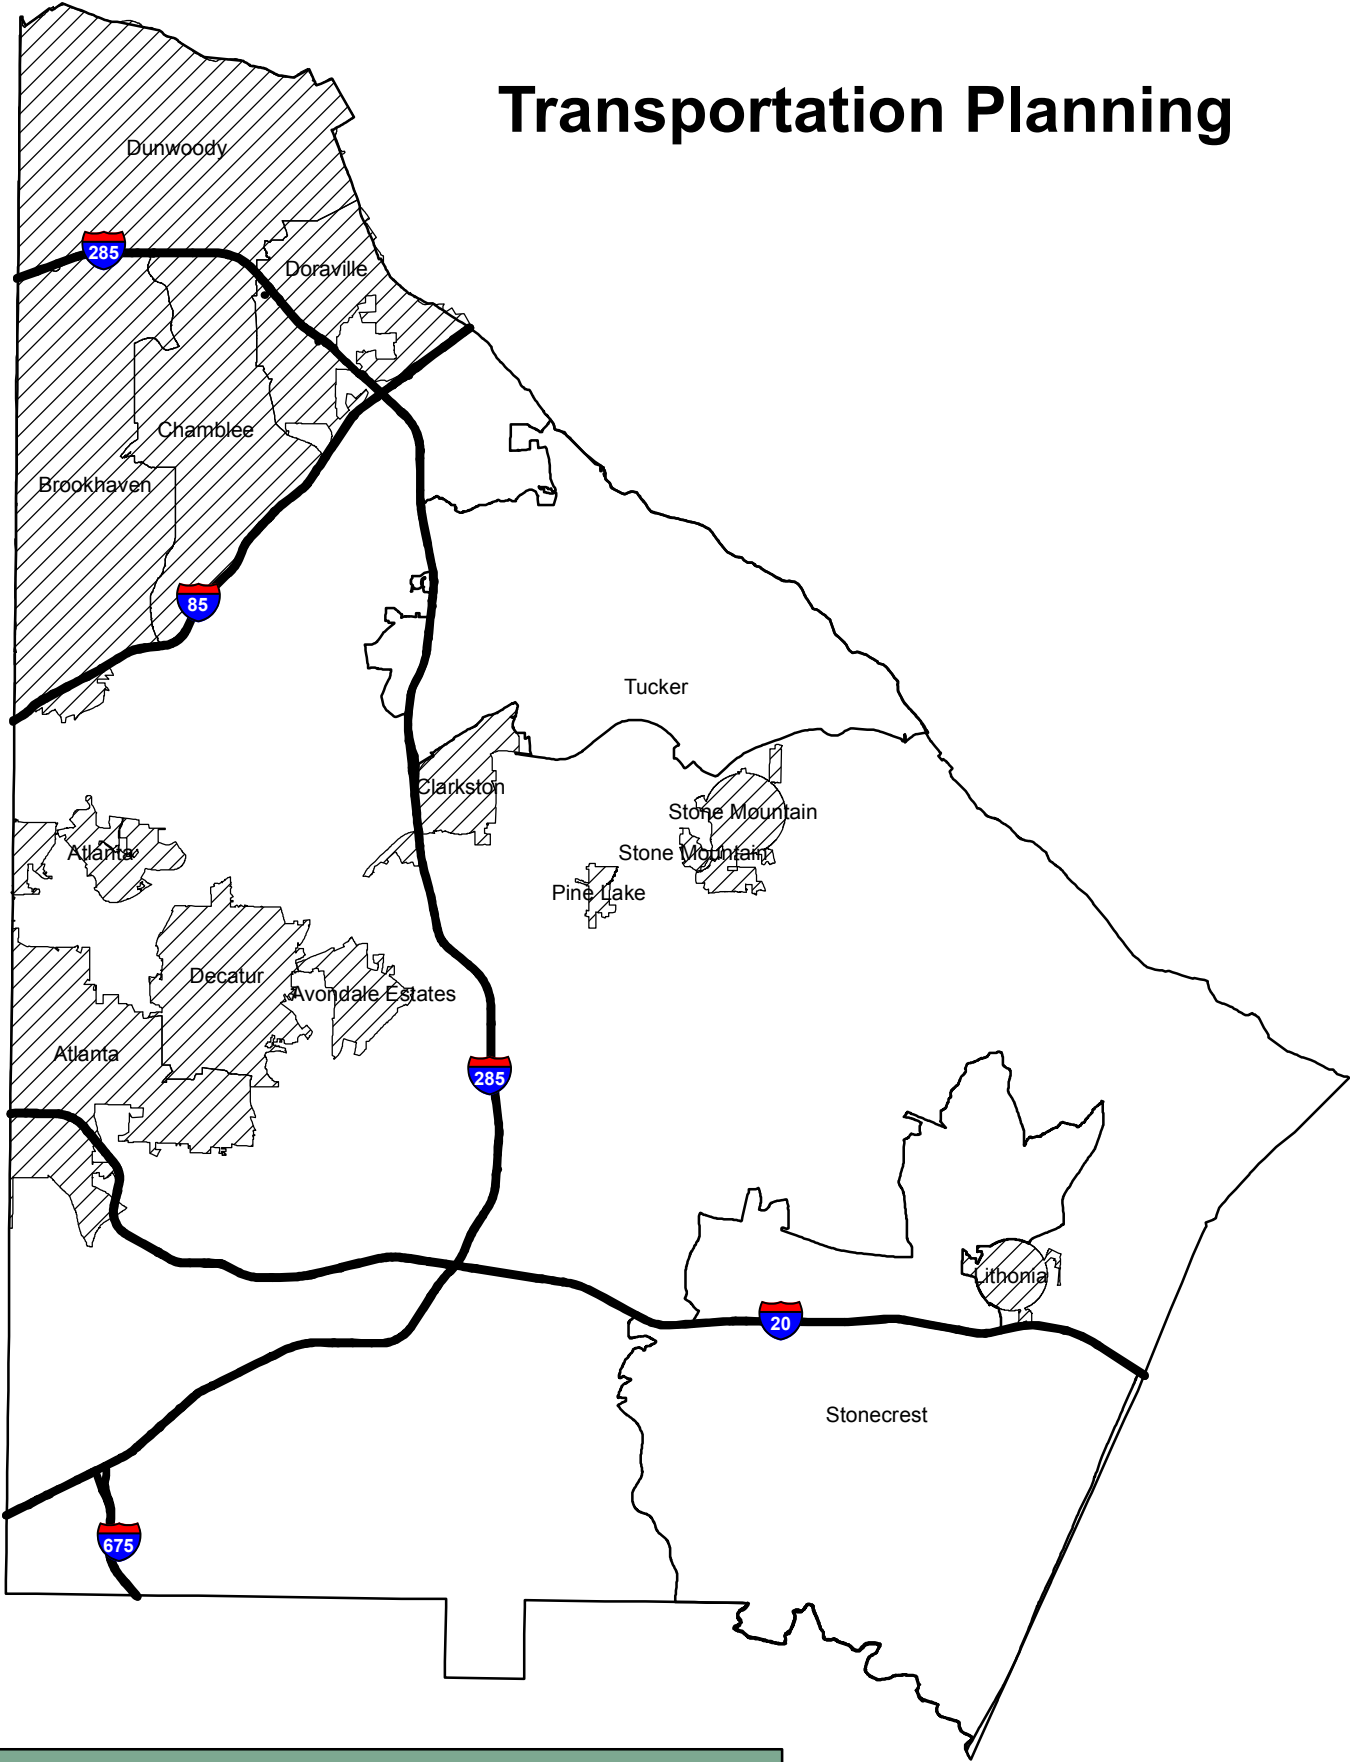 Transportation Planning
Dunwoody
285
Doraville
Chamblee
Brookhaven
85
Tucker
Clarkston
Stone Mountain
Atlanta
Stone Mountain
Pine Lake
Decatur
Avondale Estates
Atlanta
285
Lithonia
20
Stonecrest
675